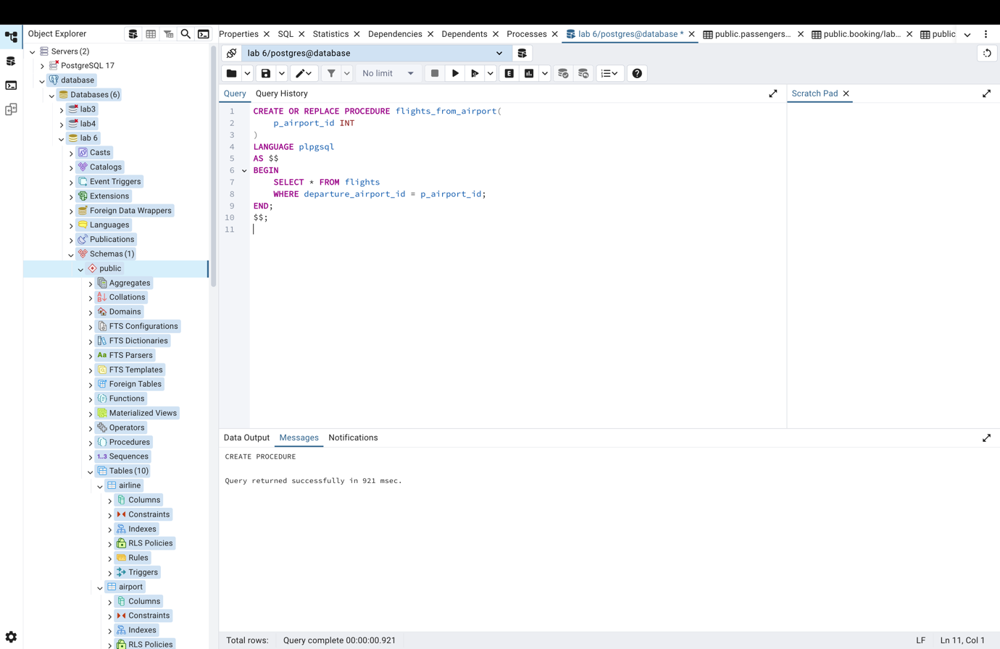 Object Explorer
Servers (2)
PostgreSQL 17
database
Databases (6)
lab3
lab4
lab 6
Casts
Catalogs
Event Triggers
Extensions
Foreign Data Wrappers
Languages
Publications
Schemas (1)
public
Aggregates
Collations
Domains
FTS Configurations
FTS Dictionaries
Aa FTS Parsers
FTS Templates
Foreign Tables
Functions
Materialized Views
Operators
Procedures
1..3 Sequences
Tables (10)
airline
Columns
Constraints
Indexes
RLS Policies
Rules
Triggers
airport
Columns
Constraints
Indexes
RLS Policies
Properties SQL Statistics Dependencies Dependents Processes lab 6/postgres@database * public.passengers... public.booking/lab... public
lab 6/postgres@database
No limit E
Query Query History
1 CREATE OR REPLACE PROCEDURE flights_from_airport(
2 p_airport_id INT
3 )
4 LANGUAGE plpgsql
5 AS $$
6 BEGIN
7 SELECT * FROM flights
8 WHERE departure_airport_id = p_airport_id;
9 END;
10 $$;
11
Scratch Pad
Data Output Messages Notifications
CREATE PROCEDURE
Query returned successfully in 921 msec.
Total rows: Query complete 00:00:00.921 LF Ln 11, Col 1